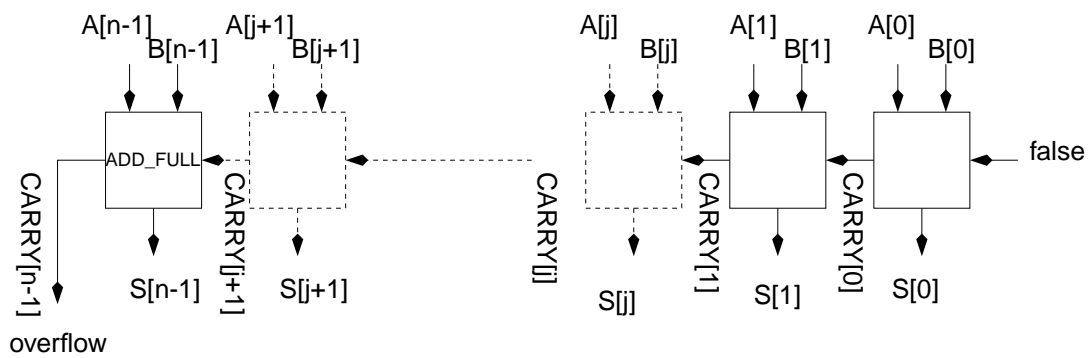 A[n-1]
B[n-1]
A[j+1]
B[j+1]
A[j]
B[j]
A[1]
B[1]
A[0]
B[0]
ADD_FULL
false
CARRY[n-1]
CARRY[j+1]
CARRY[j]
CARRY[1]
CARRY[0]
S[n-1]
S[j+1]
S[j]
S[1]
S[0]
overflow